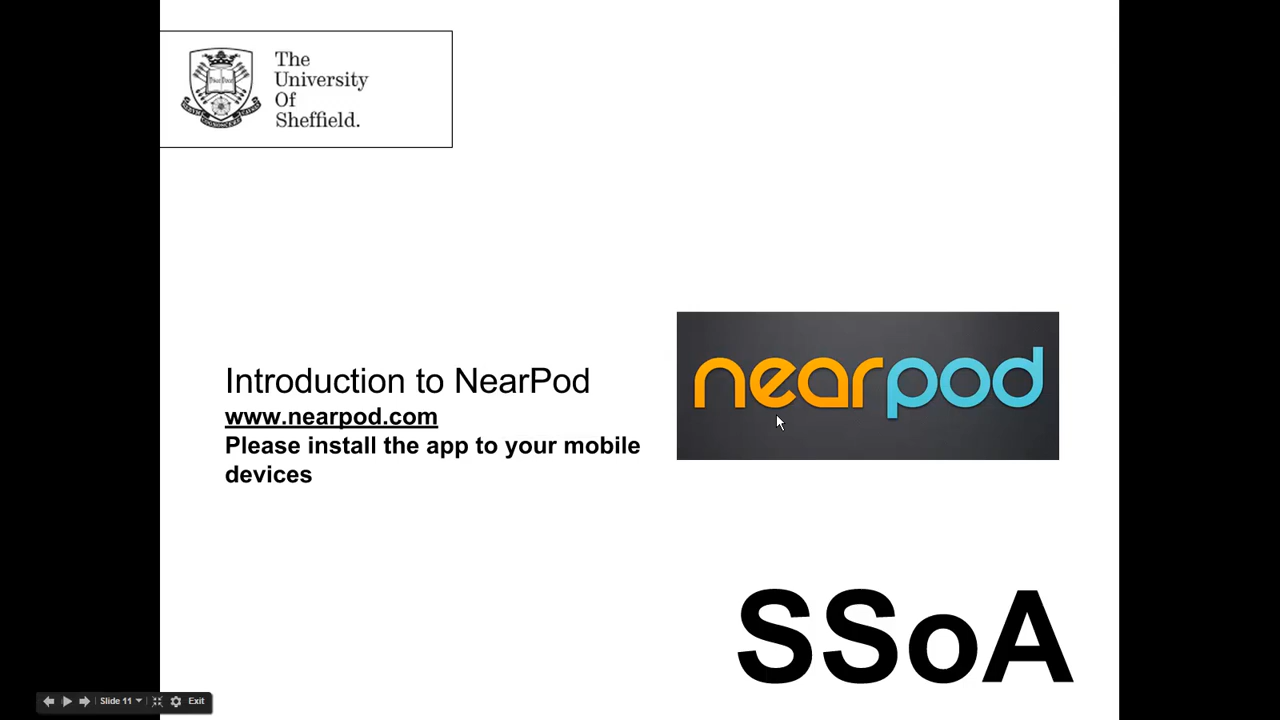 The
University
Of
Sheffield.
Introduction to NearPod
www.nearpod.com
Please install the app to your mobile
devices
nearpod
SSoA
Slide 11
Exit